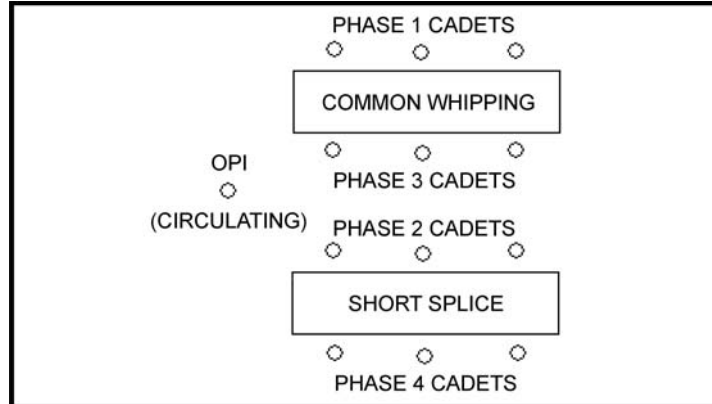 PHASE 1 CADETS
COMMON WHIPPING
OPI
(CIRCULATING)
PHASE 3 CADETS
PHASE 2 CADETS
SHORT SPLICE
PHASE 4 CADETS